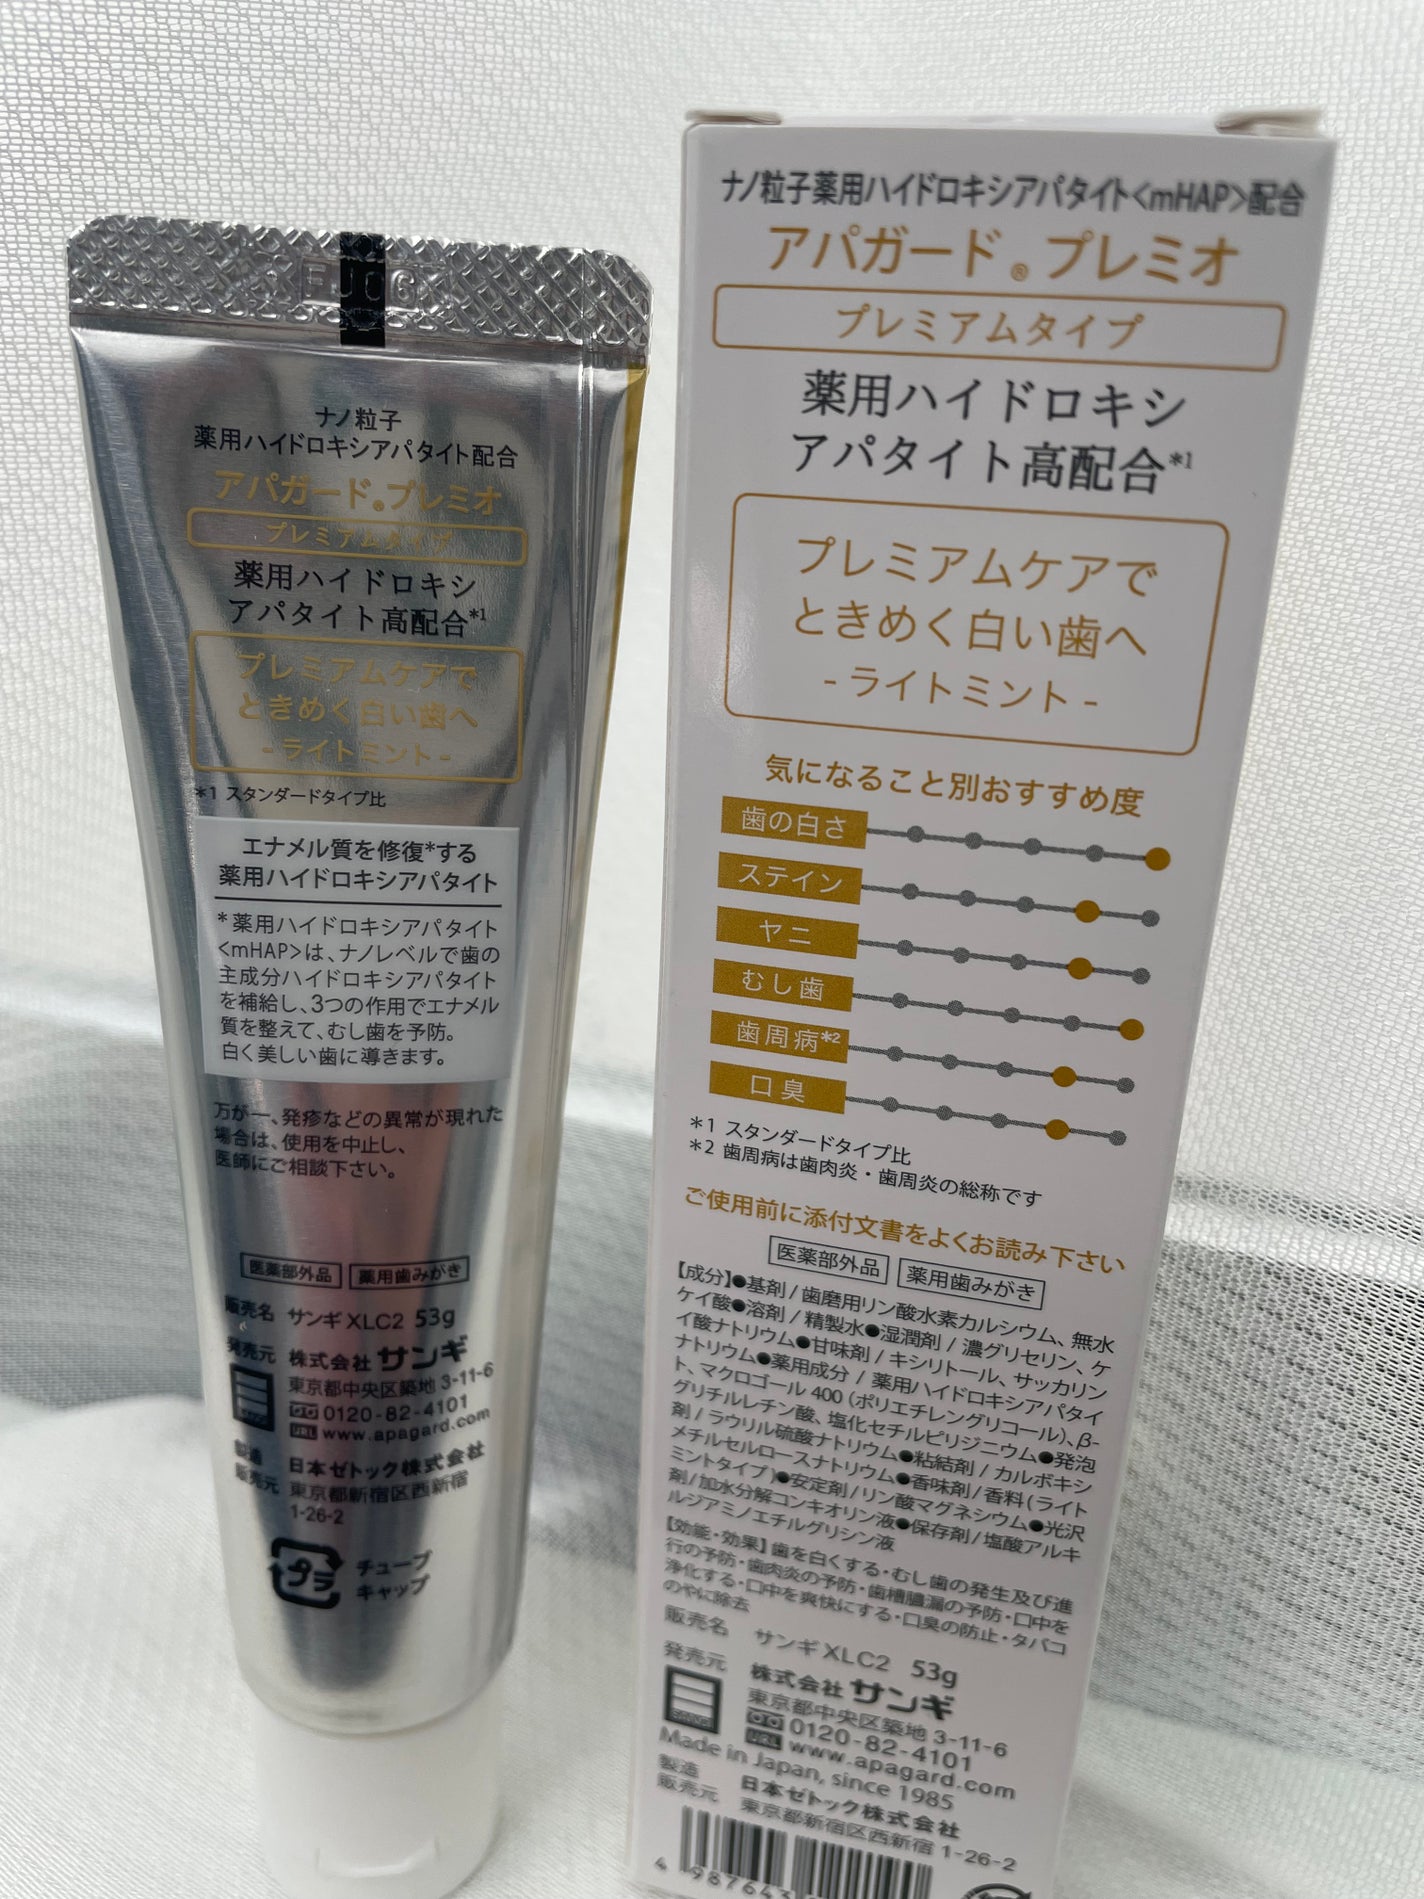 FJ06
ナノ粒子
薬用ハイドロキシアパタイト配合
アパガード®プレミオ
プレミアムタイプ
薬用ハイドロキシ
アパタイト高配合*1
プレミアムケアで
ときめく白い歯へ
-ライトミント-
*1 スタンダードタイプ比
エナメル質を修復*する
薬用ハイドロキシアパタイト
*薬用ハイドロキシアパタイト
<mHAP>は、ナノレベルで歯の
主成分ハイドロキシアパタイト
を補給し、3つの作用でエナメル
質を整えて、むし歯を予防。
白く美しい歯に導きます。
万が一、発疹などの異常が現れた
場合は、使用を中止し、
医師にご相談下さい。
医薬部外品 薬用歯みがき
販売名 サンギXLC2 53g
発売元 株式会社サンギ
東京都中央区築地 3-11-6
0120-82-4101
URL www.apagard.com
製造
販売元 日本ゼトック株式会社
東京都新宿区西新宿
1-26-2
プラ
チューブ
キャップ
ナノ粒子薬用ハイドロキシアパタイト<mHAP>配合
アパガード®プレミオ
プレミアムタイプ
薬用ハイドロキシ
アパタイト高配合*1
プレミアムケアで
ときめく白い歯へ
-ライトミント-
気になること別おすすめ度
歯の白さ
ステイン
ヤニ
むし歯
歯周病*2
口臭
*1 スタンダードタイプ比
*2 歯周病は歯肉炎・歯周炎の総称です
ご使用前に添付文書をよくお読み下さい
医薬部外品 薬用歯みがき
【成分】●基剤/歯磨用リン酸水素カルシウム、無水
ケイ酸●溶剤/精製水●湿潤剤/濃グリセリン、ケ
イ酸ナトリウム●甘味剤/キシリトール、サッカリン
ナトリウム●薬用成分/薬用ハイドロキシアパタイ
ト、マクロゴール400(ポリエチレングリコール)、β-
グリチルレチン酸、塩化セチルピリジニウム●発泡
剤/ラウリル硫酸ナトリウム●粘結剤/カルボキシ
メチルセルロースナトリウム●香味剤/香料(ライト
ミントタイプ)●安定剤/リン酸マグネシウム●光沢
剤/加水分解コンキオリン液●保存剤/塩酸アルキ
ルジアミノエチルグリシン液
【効能・効果】歯を白くする・むし歯の発生及び進
行の予防・歯肉炎の予防・歯槽膿漏の予防・口中を
浄化する・口中を爽快にする・口臭の防止・タバコ
のやに除去
販売名 サンギXLC2 53g
発売元 株式会社サンギ
東京都中央区築地 3-11-6
0120-82-4101
URL www.apagard.com
Made in Japan, since 1985
製造
販売元 日本ゼトック株式会社
東京都新宿区西新宿 1-26-2
4 987643